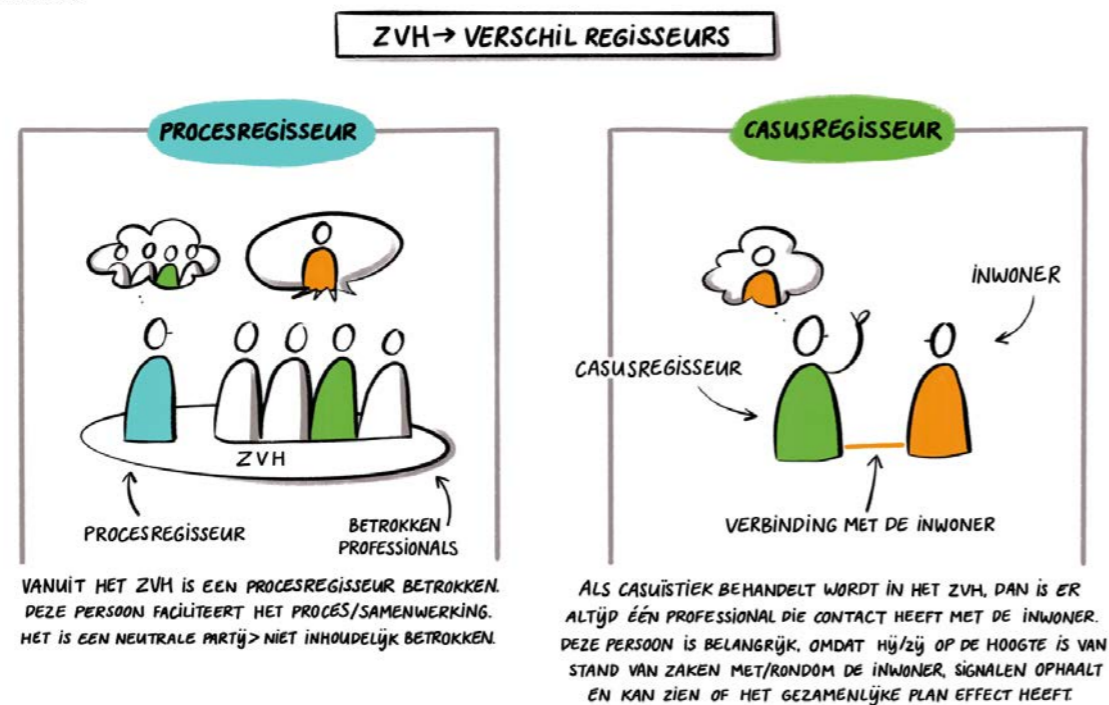 ZVH → VERSCHIL REGISSEURS
PROCESREGISSEUR
ZVH
PROCESREGISSEUR
BETROKKEN
PROFESSIONALS
VANUIT HET ZVH IS EEN PROCESREGISSEUR BETROKKEN.
DEZE PERSOON FACILITEERT HET PROCES/SAMENWERKING.
HET IS EEN NEUTRALE PARTIJ > NIET INHOUDELIJK BETROKKEN.
CASUSREGISSEUR
INWONER
CASUSREGISSEUR
VERBINDING MET DE INWONER
ALS CASUÏSTIEK BEHANDELT WORDT IN HET ZVH, DAN IS ER
ALTIJD ÉÉN PROFESSIONAL DIE CONTACT HEEFT MET DE INWONER.
DEZE PERSOON IS BELANGRIJK, OMDAT HIJ/ZIJ OP DE HOOGTE IS VAN
STAND VAN ZAKEN MET/RONDOM DE INWONER, SIGNALEN OPHAALT
EN KAN ZIEN OF HET GEZAMENLIJKE PLAN EFFECT HEEFT.